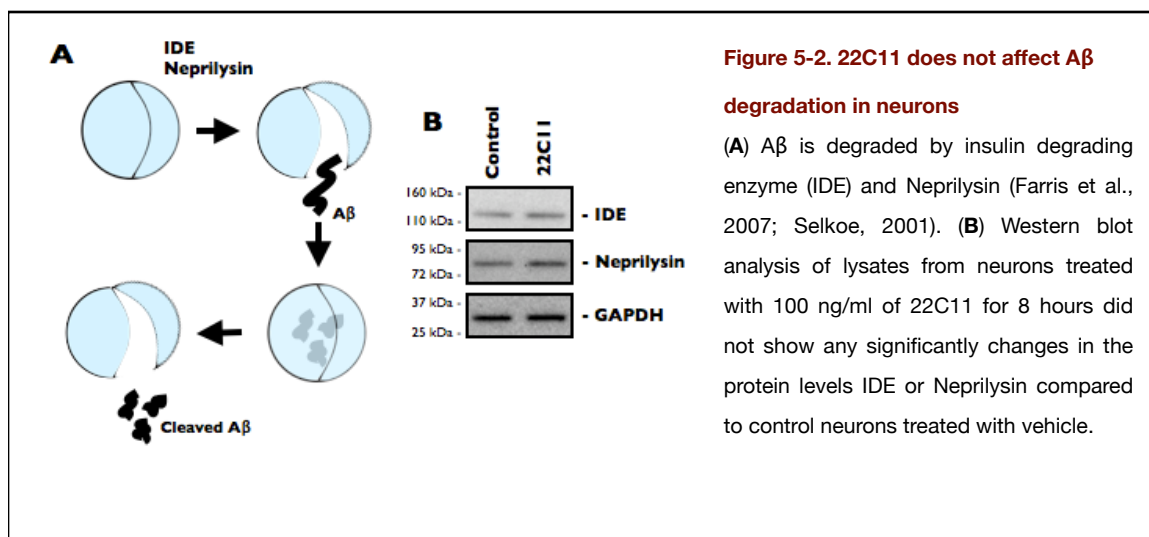 A
IDE
Neprilysin
Aβ
Cleaved Aβ
B
Control
22C11
160 kDa -
110 kDa -
- IDE
95 kDa -
72 kDa -
- Neprilysin
37 kDa -
25 kDa -
- GAPDH
Figure 5-2. 22C11 does not affect Aβ
degradation in neurons
(A) Aβ is degraded by insulin degrading
enzyme (IDE) and Neprilysin (Farris et al.,
2007; Selkoe, 2001). (B) Western blot
analysis of lysates from neurons treated
with 100 ng/ml of 22C11 for 8 hours did
not show any significantly changes in the
protein levels IDE or Neprilysin compared
to control neurons treated with vehicle.